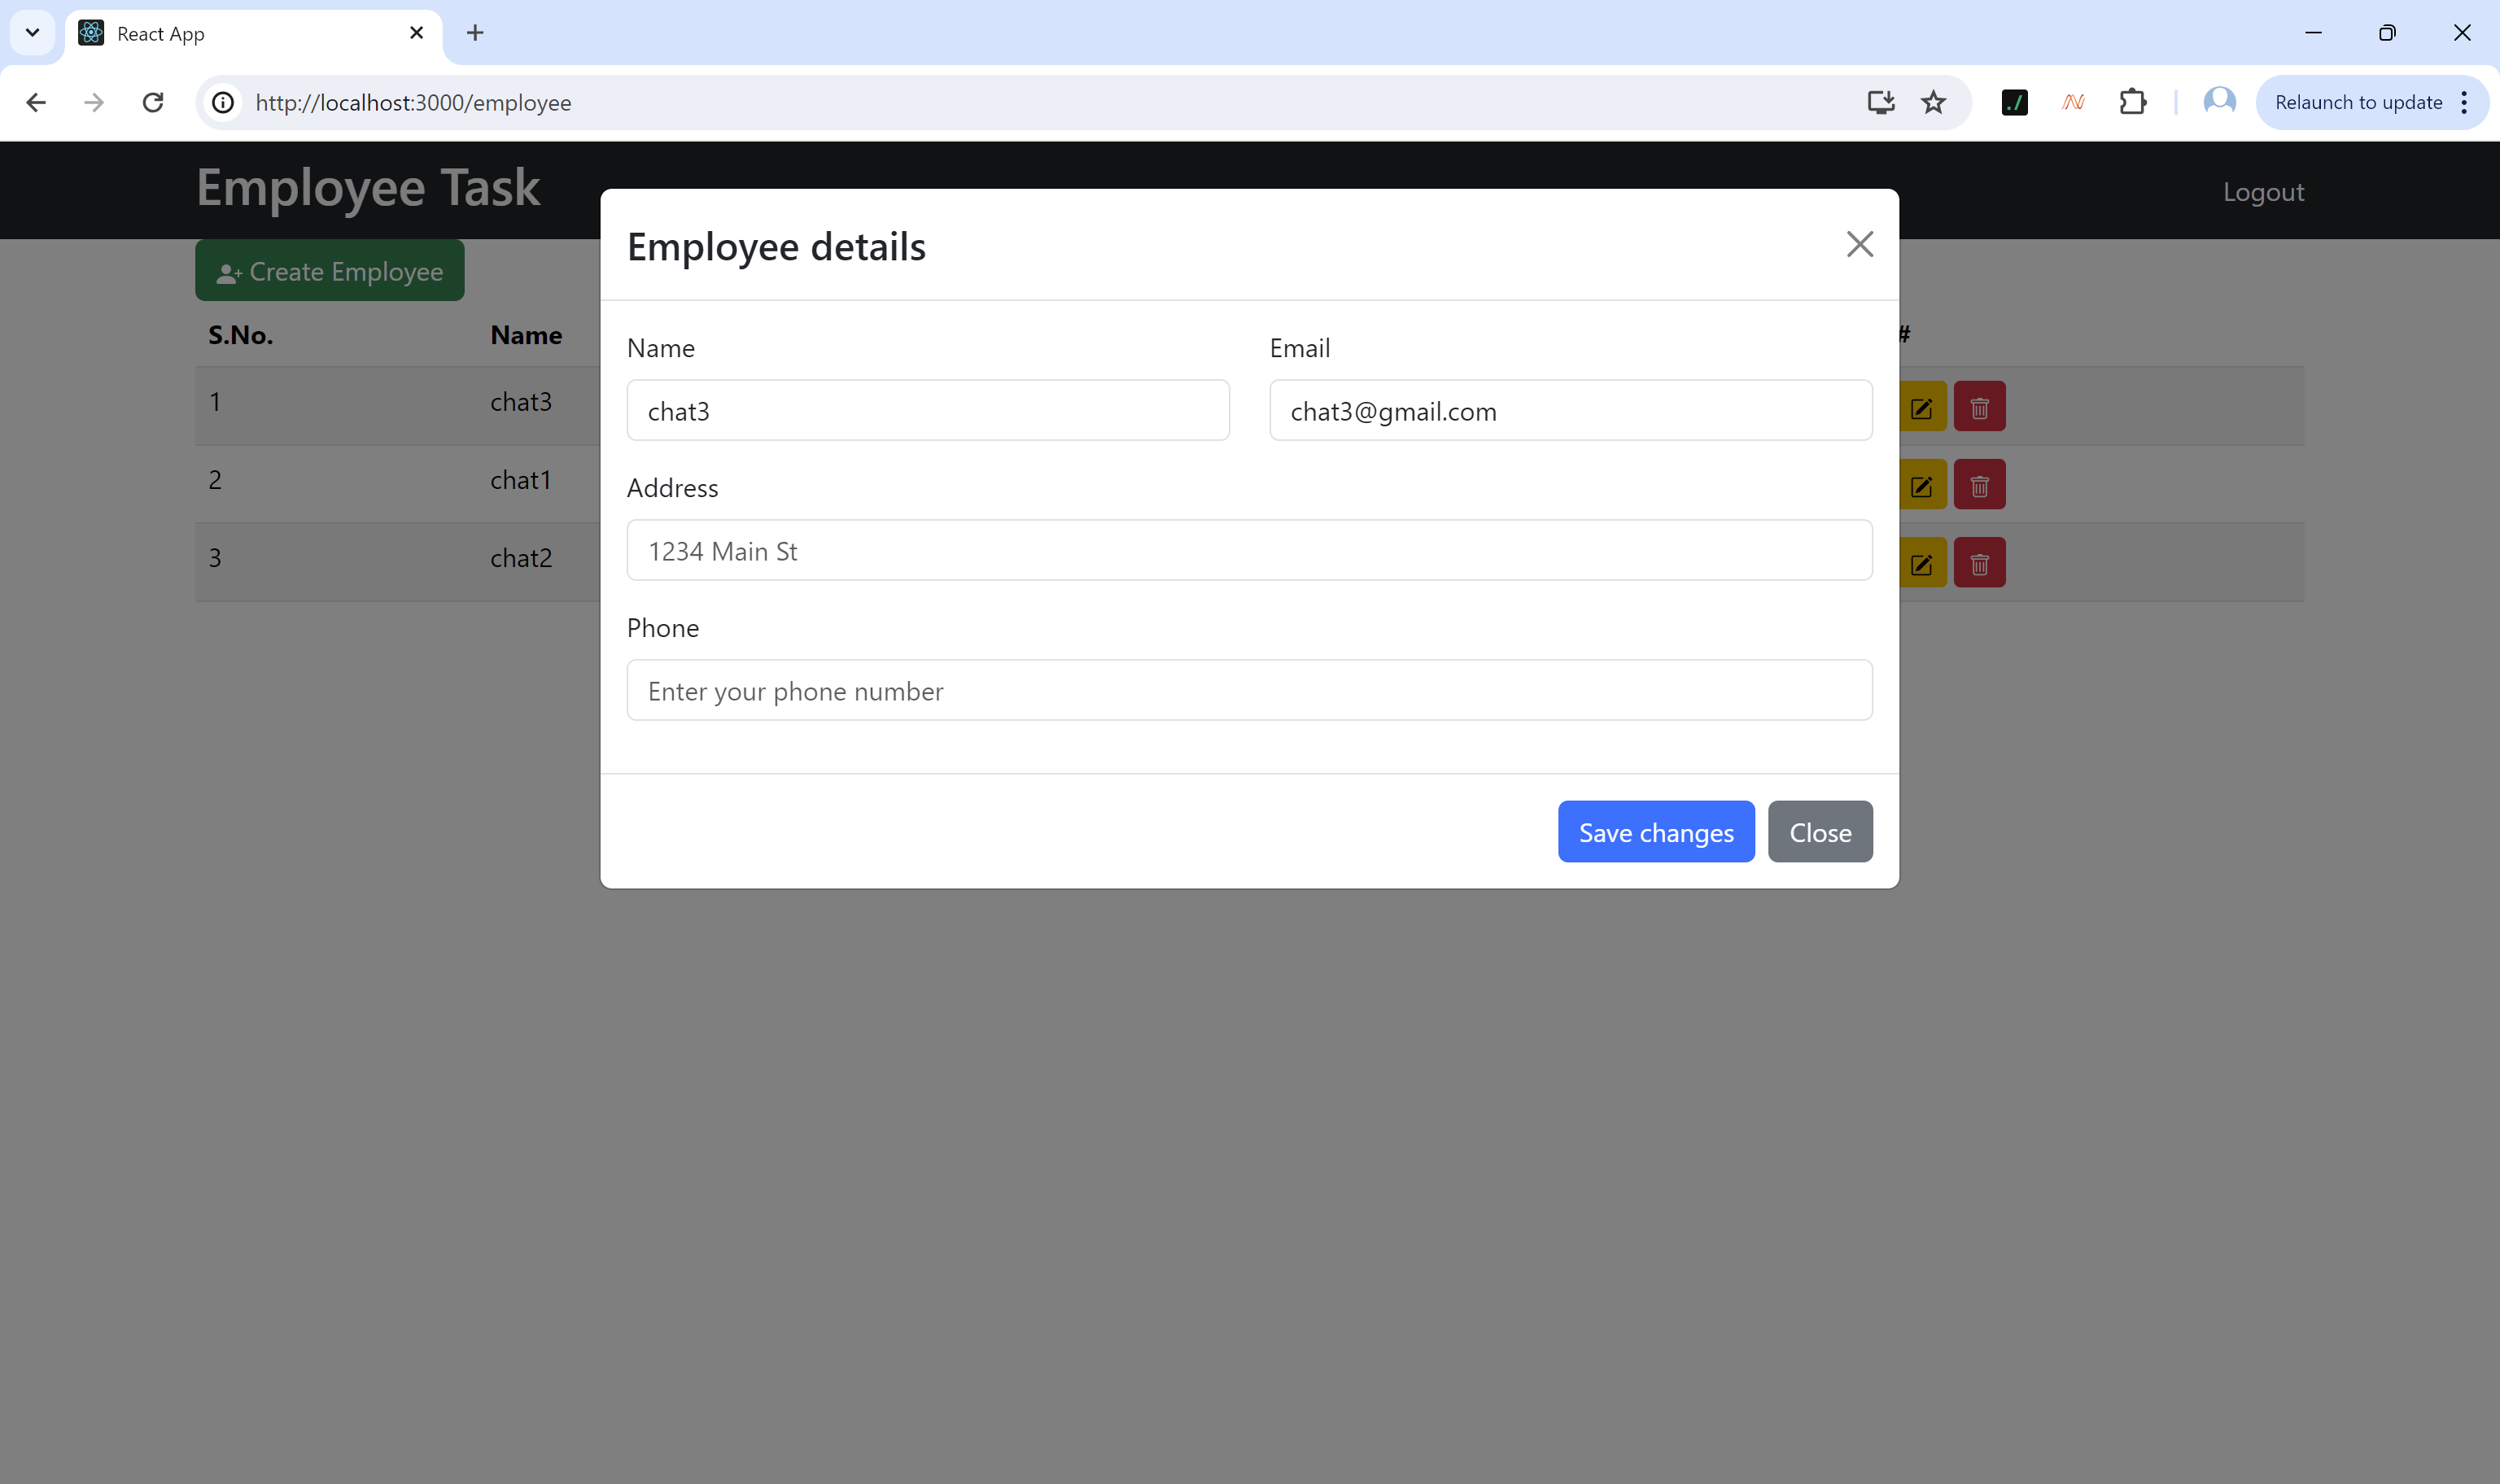 React App
http://localhost:3000/employee
Relaunch to update
Employee Task
Logout
Create Employee
S.No. Name #
1 chat3
2 chat1
3 chat2
Employee details
Name Email
chat3 chat3@gmail.com
Address
1234 Main St
Phone
Enter your phone number
Save changes Close